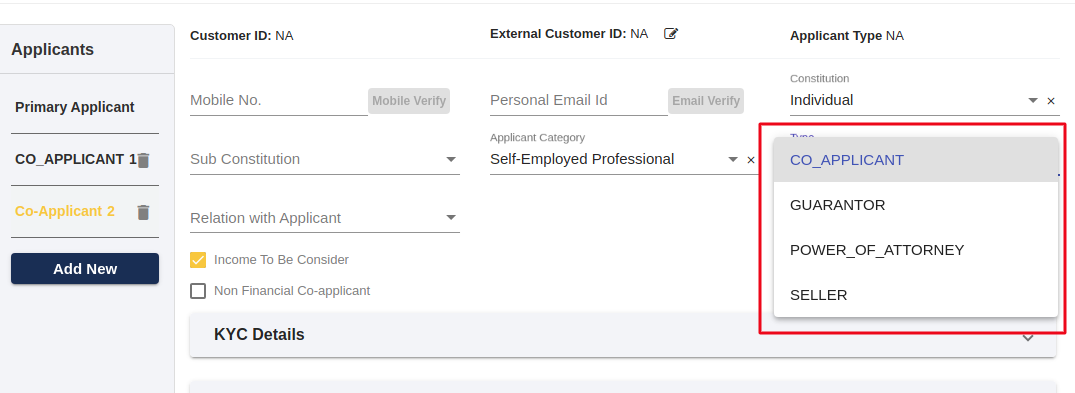 Applicants
Primary Applicant
CO_APPLICANT 1
Co-Applicant 2
Add New
Customer ID: NA
External Customer ID: NA
Applicant Type NA
Mobile No.
Mobile Verify
Personal Email Id
Email Verify
Constitution
Individual
Sub Constitution
Applicant Category
Self-Employed Professional
Type
CO_APPLICANT
GUARANTOR
POWER_OF_ATTORNEY
SELLER
Relation with Applicant
Income To Be Consider
Non Financial Co-applicant
KYC Details